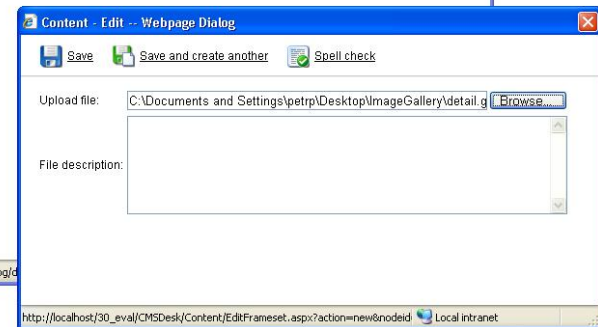 Content - Edit -- Webpage Dialog
Save Save and create another Spell check
Upload file: C:\Documents and Settings\petrp\Desktop\ImageGallery\detail.g Browse...
File description:
og/d
http://localhost/30_eval/CMSDesk/Content/EditFrameset.aspx?action=new&nodeid Local intranet